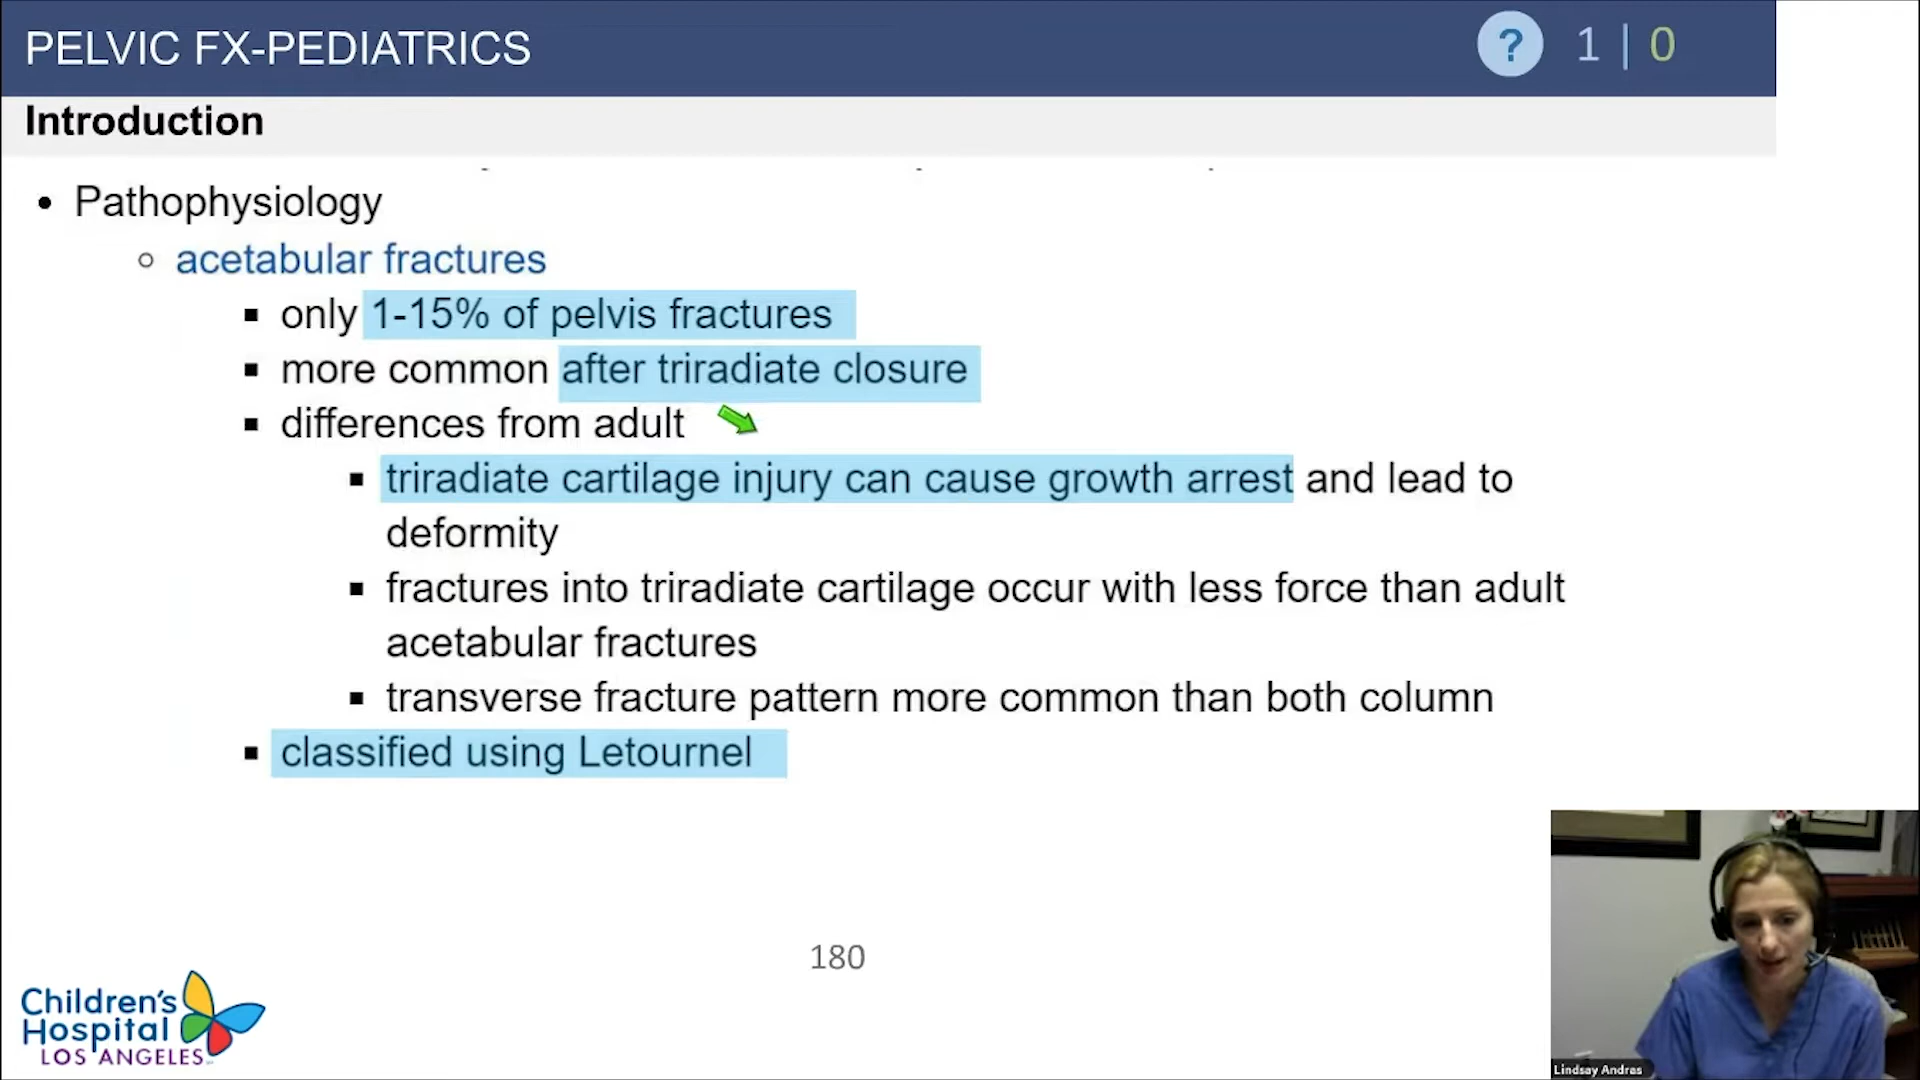 PELVIC FX-PEDIATRICS
? 1 | 0
Introduction
• Pathophysiology
○ acetabular fractures
▪ only 1-15% of pelvis fractures
▪ more common after triradiate closure
▪ differences from adult
▪ triradiate cartilage injury can cause growth arrest and lead to
deformity
▪ fractures into triradiate cartilage occur with less force than adult
acetabular fractures
▪ transverse fracture pattern more common than both column
▪ classified using Letournel
180
Children's
Hospital
LOS ANGELES
Lindsay Andras